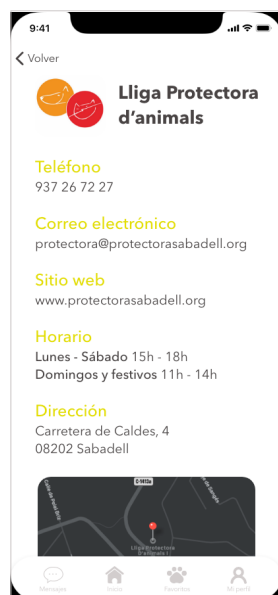 9:41
Volver
Lliga Protectora
d’animals
Teléfono
937 26 72 27
Correo electrónico
protectora@protectorasabadell.org
Sitio web
www.protectorasabadell.org
Horario
Lunes - Sábado 15h - 18h
Domingos y festivos 11h - 14h
Dirección
Carretera de Caldes, 4
08202 Sabadell
C-1413a
Lliga Protectora
D'animals
Mensajes
Inicio
Favoritos
Mi perfil